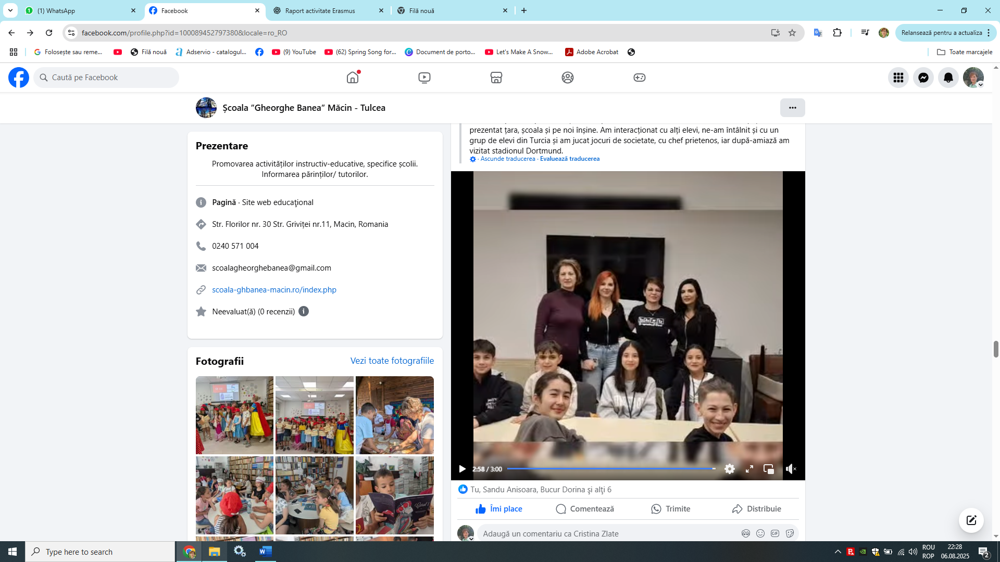 (1) WhatsApp
Facebook
Raport activitate Erasmus
Filă nouă
facebook.com/profile.php?id=100089452797380&locale=ro_RO
Relansează pentru a actualiza
Folosește sau reme...
Filă nouă
Adservio - catalogul...
(9) YouTube
(62) Spring Song for...
Document de porto...
Let's Make A Snow...
Adobe Acrobat
Toate marcajele
Caută pe Facebook
Școala ”Gheorghe Banea” Măcin - Tulcea
Prezentare
Promovarea activităților instructiv-educative, specifice școlii.
Informarea părinților/ tutorilor.
Pagină · Site web educaţional
Str. Florilor nr. 30 Str. Griviței nr.11, Macin, Romania
0240 571 004
scoalagheorghebanea@gmail.com
scoala-ghbanea-macin.ro/index.php
Neevaluat(ă) (0 recenzii)
Fotografii
Vezi toate fotografiile
prezentat țara, școala și pe noi înșine. Am interacționat cu alți elevi, ne-am întâlnit și cu un
grup de elevi din Turcia și am jucat jocuri de societate, cu chef prietenos, iar după-amiază am
vizitat stadionul Dortmund.
· Ascunde traducerea · Evaluează traducerea
2:58 / 3:00
Tu, Sandu Anisoara, Bucur Dorina şi alţi 6
Îmi place
Comentează
Trimite
Distribuie
Adaugă un comentariu ca Cristina Zlate
GIF
Type here to search
ROU
ROP
22:28
06.08.2025
2